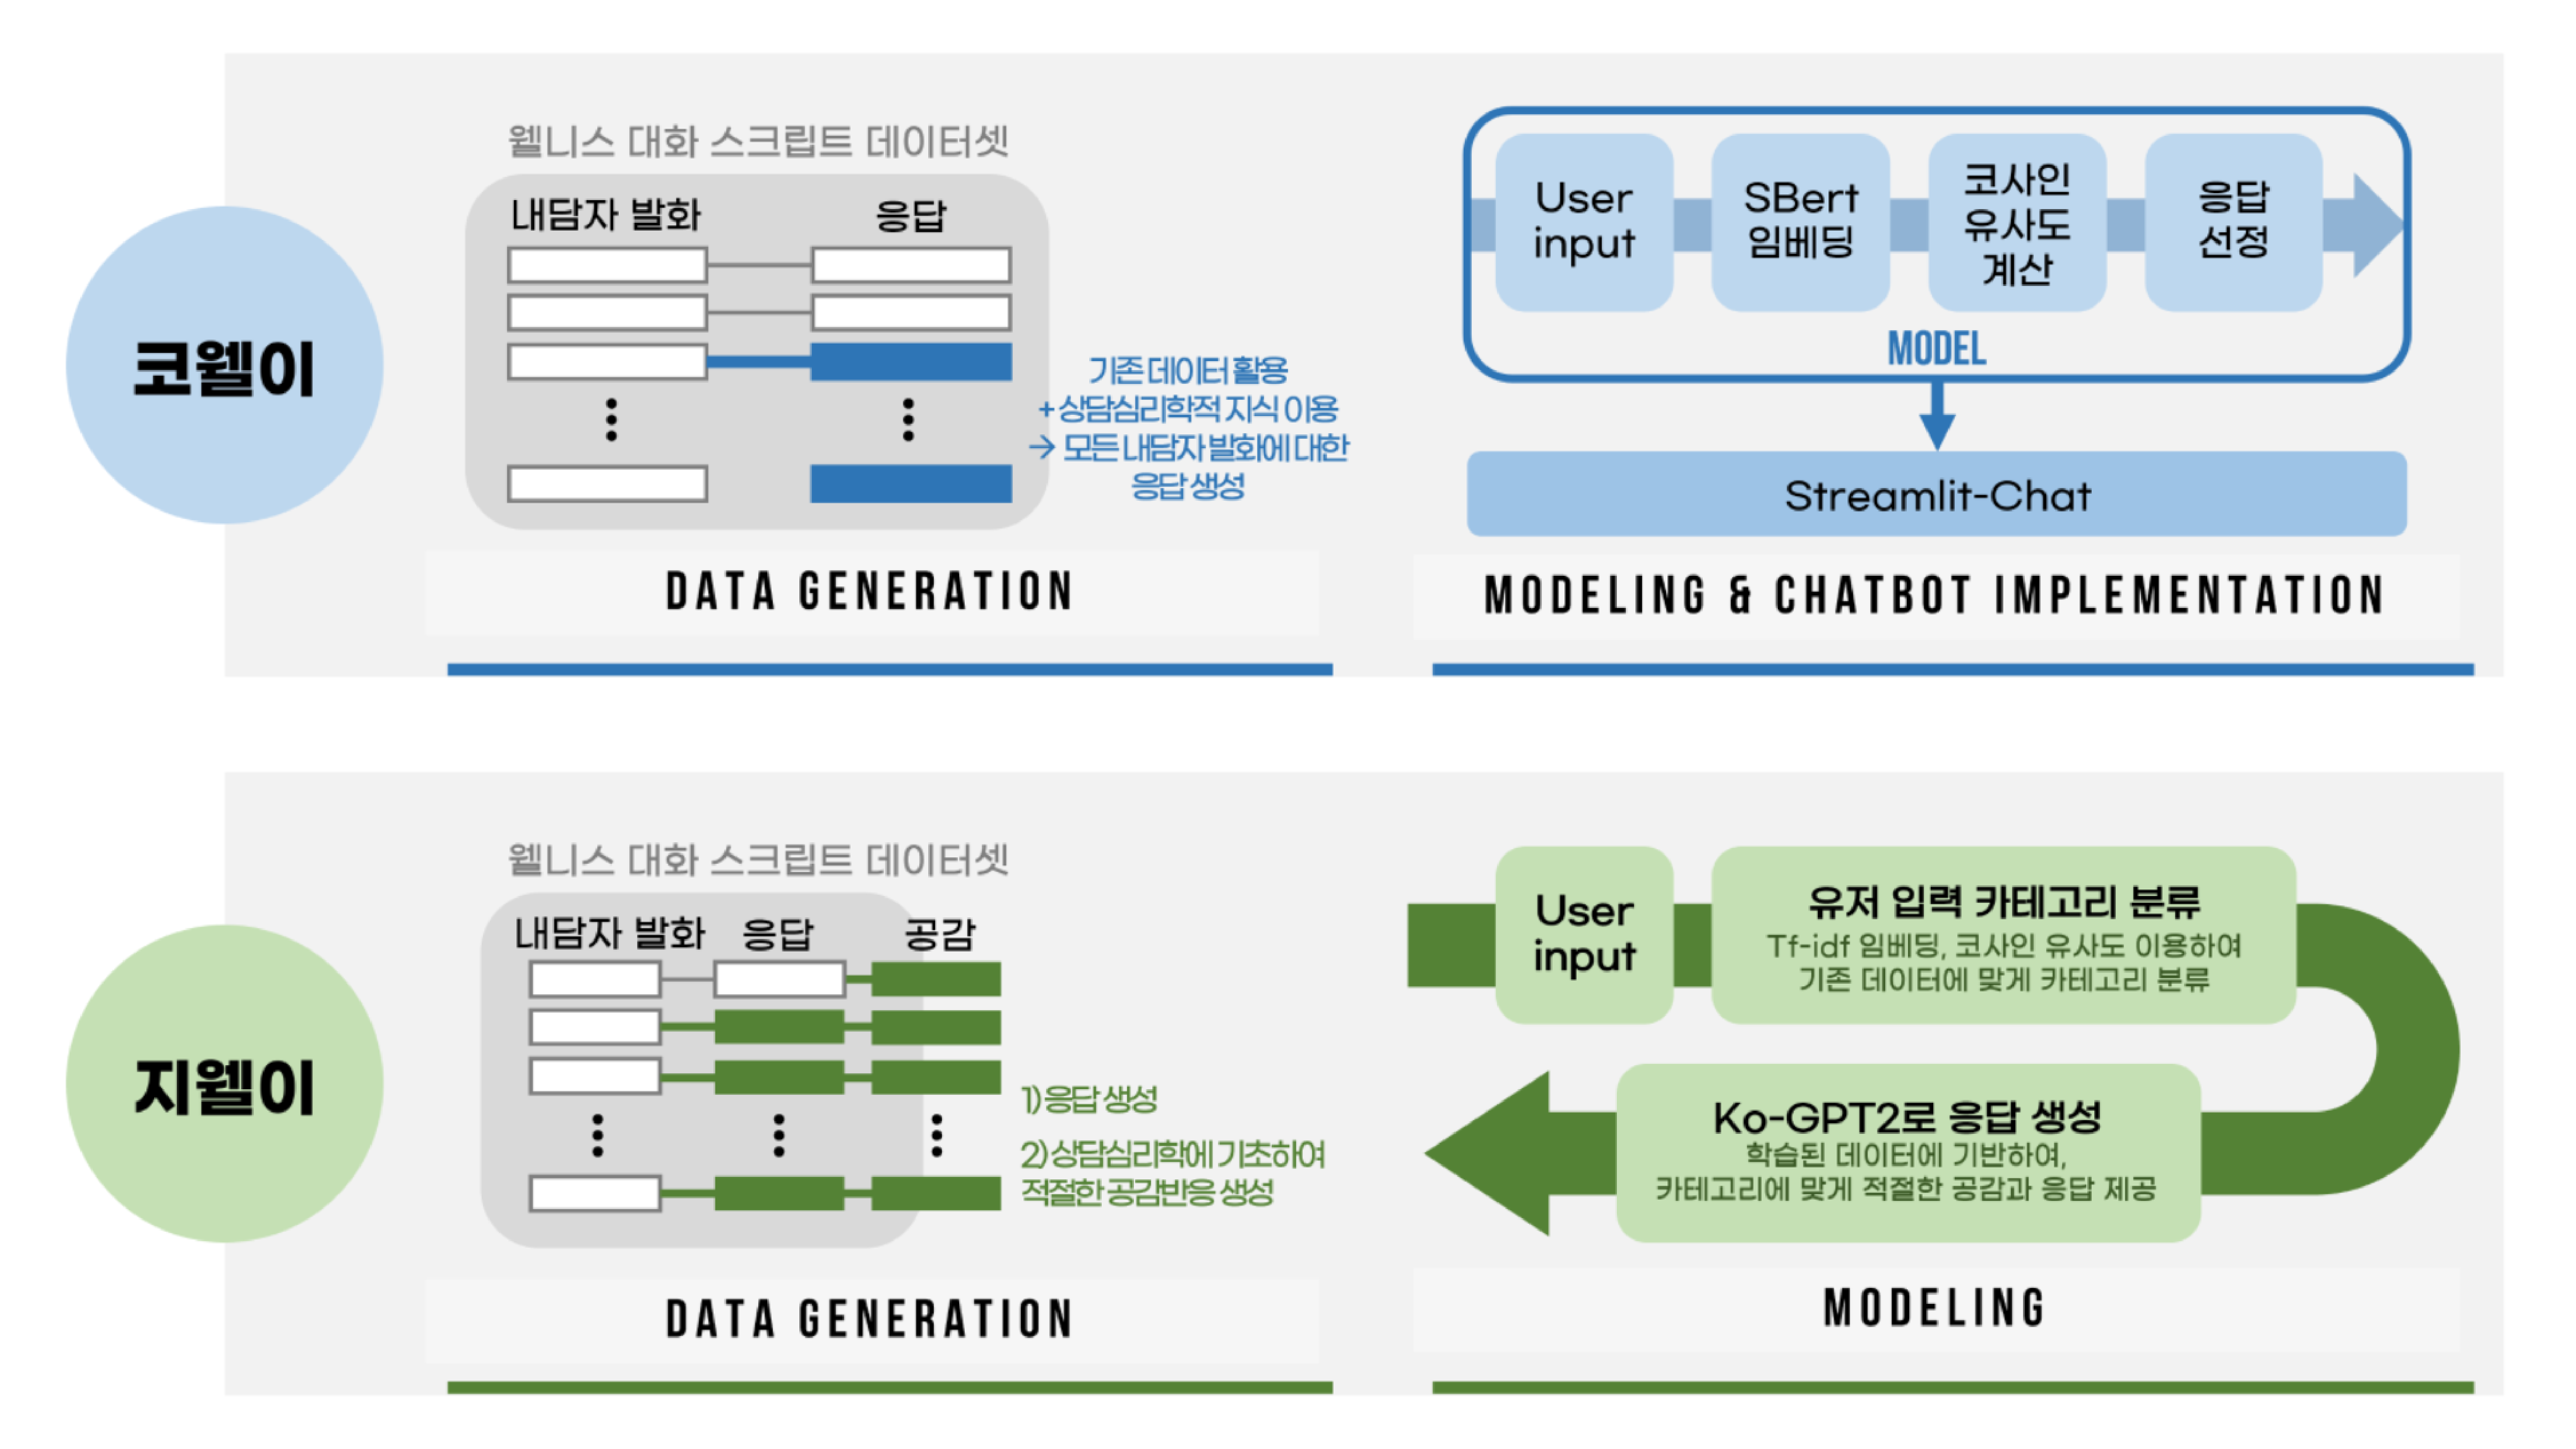 코웰이
웰니스 대화 스크립트 데이터셋
내담자 발화 응답
기존 데이터 활용
+ 상담심리학적 지식 이용
→ 모든 내담자 발화에 대한
응답 생성
DATA GENERATION
User
input
SBert
임베딩
코사인
유사도
계산
응답
선정
MODEL
Streamlit-Chat
MODELING & CHATBOT IMPLEMENTATION
지웰이
웰니스 대화 스크립트 데이터셋
내담자 발화 응답 공감
1) 응답 생성
2) 상담심리학에 기초하여
적절한 공감반응 생성
DATA GENERATION
User
input
유저 입력 카테고리 분류
Tf-idf 임베딩, 코사인 유사도 이용하여
기존 데이터에 맞게 카테고리 분류
Ko-GPT2로 응답 생성
학습된 데이터에 기반하여,
카테고리에 맞게 적절한 공감과 응답 제공
MODELING